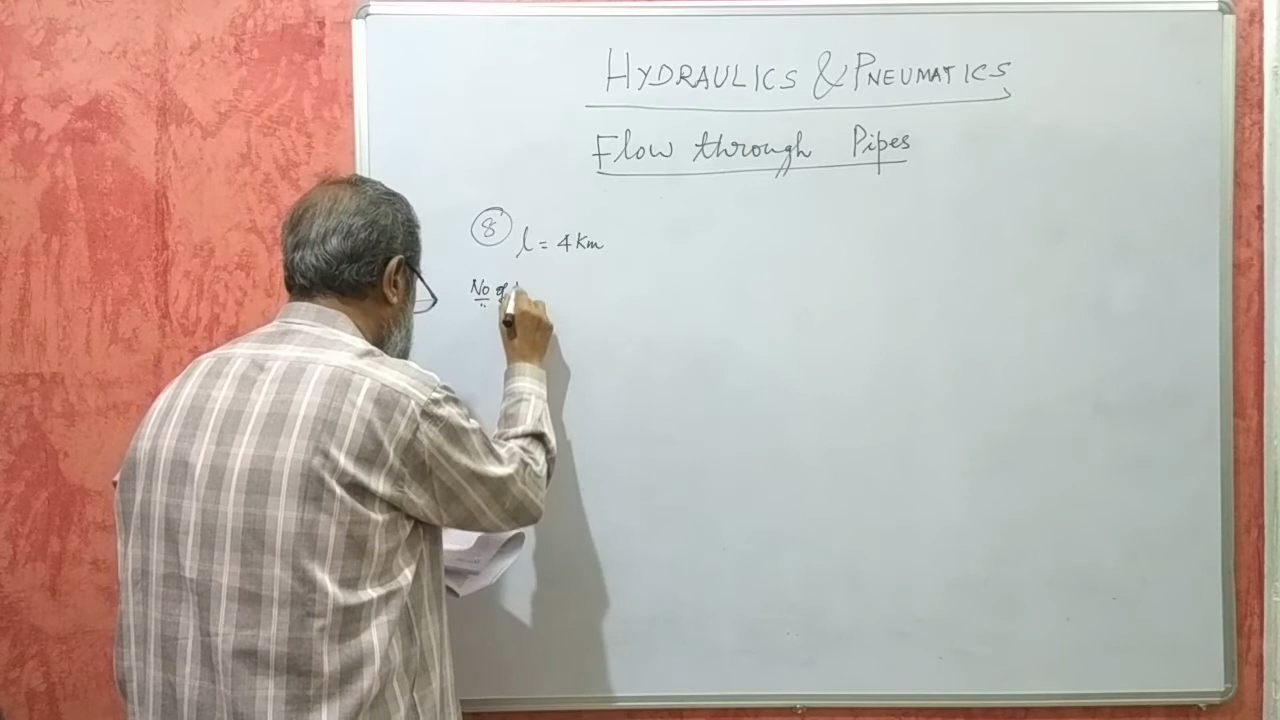 HYDRAULICS & PNEUMATICS
Flow through Pipes
8
l = 4 Km
No of